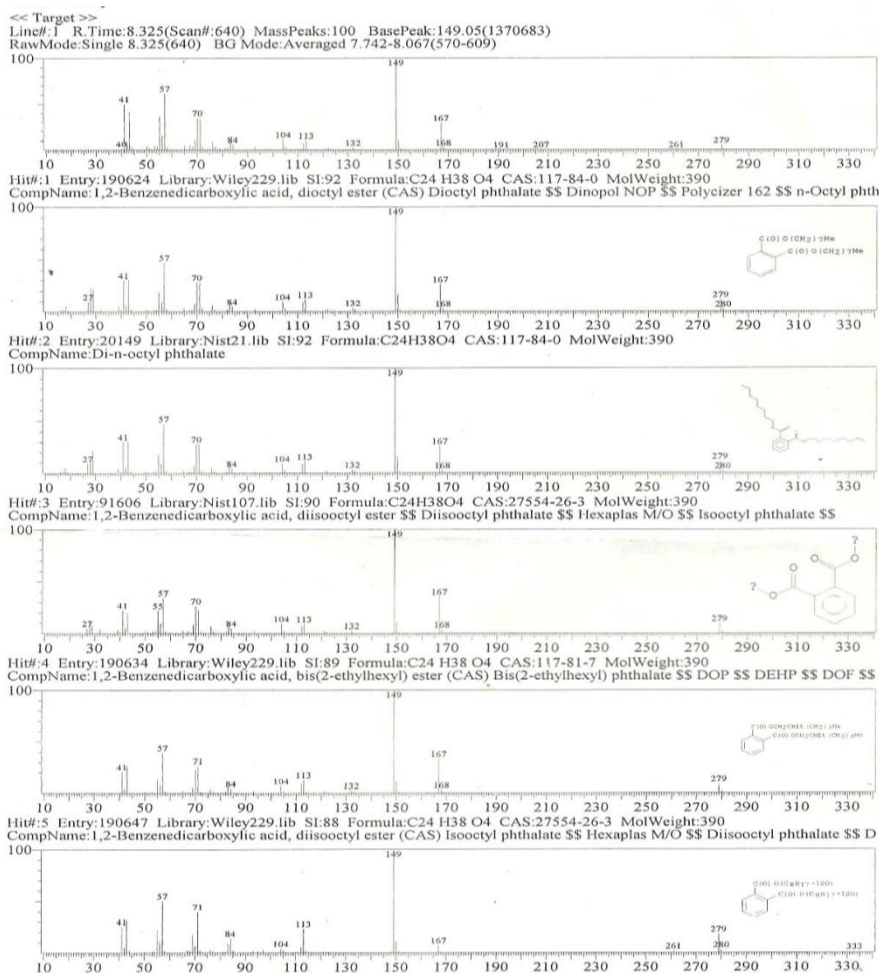 << Target >>
Line#:1 R.Time:8.325(Scan#:640) MassPeaks:100 BasePeak:149.05(1370683)
RawMode:Single 8.325(640) BG Mode:Averaged 7.742-8.067(570-609)
100
149
57
41
70
167
40 84 104 113 132 168 191 207 261 279
10 30 50 70 90 110 130 150 170 190 210 230 250 270 290 310 330
Hit#:1 Entry:190624 Library:Wiley229.lib SI:92 Formula:C24 H38 O4 CAS:117-84-0 MolWeight:390
CompName:1,2-Benzenedicarboxylic acid, dioctyl ester (CAS) Dioctyl phthalate $$ Dinopol NOP $$ Polycizer 162 $$ n-Octyl phth
100
149
C(O)O(CH2)7Me
C(O)O(CH2)7Me
57
41 70 167
27 84 104 113 132 168 279
280
10 30 50 70 90 110 130 150 170 190 210 230 250 270 290 310 330
Hit#:2 Entry:20149 Library:Nist21.lib SI:92 Formula:C24H38O4 CAS:117-84-0 MolWeight:390
CompName:Di-n-octyl phthalate
100
149
57
41 70 167
27 84 104 113 132 168 279
280
10 30 50 70 90 110 130 150 170 190 210 230 250 270 290 310 330
Hit#:3 Entry:91606 Library:Nist107.lib SI:90 Formula:C24H38O4 CAS:27554-26-3 MolWeight:390
CompName:1,2-Benzenedicarboxylic acid, diisooctyl ester $$ Diisooctyl phthalate $$ Hexaplas M/O $$ Isooctyl phthalate $$
100
149
?
O O
? O O
57
41 55 70 167
27 84 104 113 132 168 279
10 30 50 70 90 110 130 150 170 190 210 230 250 270 290 310 330
Hit#:4 Entry:190634 Library:Wiley229.lib SI:89 Formula:C24 H38 O4 CAS:117-81-7 MolWeight:390
CompName:1,2-Benzenedicarboxylic acid, bis(2-ethylhexyl) ester (CAS) Bis(2-ethylhexyl) phthalate $$ DOP $$ DEHP $$ DOF $$
100
149
57
41 71 167
84 104 113 132 168 279
10 30 50 70 90 110 130 150 170 190 210 230 250 270 290 310 330
Hit#:5 Entry:190647 Library:Wiley229.lib SI:88 Formula:C24 H38 O4 CAS:27554-26-3 MolWeight:390
CompName:1,2-Benzenedicarboxylic acid, diisooctyl ester (CAS) Isooctyl phthalate $$ Hexaplas M/O $$ Diisooctyl phthalate $$ D
100
149
57
41 71
84 104 113 167 261 279
280 333
10 30 50 70 90 110 130 150 170 190 210 230 250 270 290 310 330